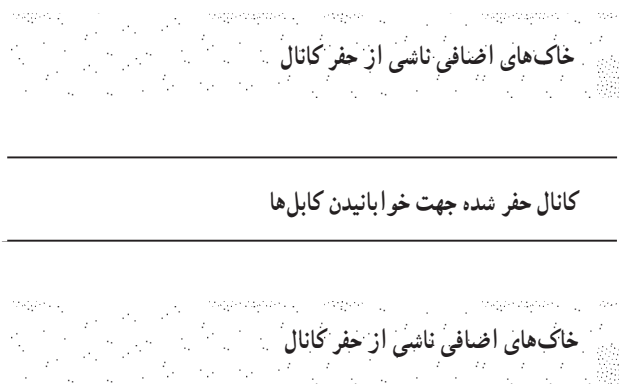 خاک‌های اضافی ناشی از حفر کانال
کانال حفر شده جهت خوابانیدن کابل‌ها
خاک‌های اضافی ناشی از حفر کانال